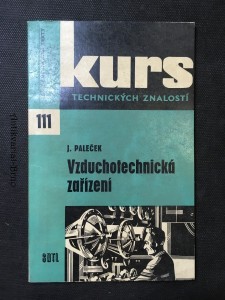 kurs
TECHNICKÝCH ZNALOSTÍ
111
J. PALEČEK
Vzduchotechnická
zařízení
SNTL